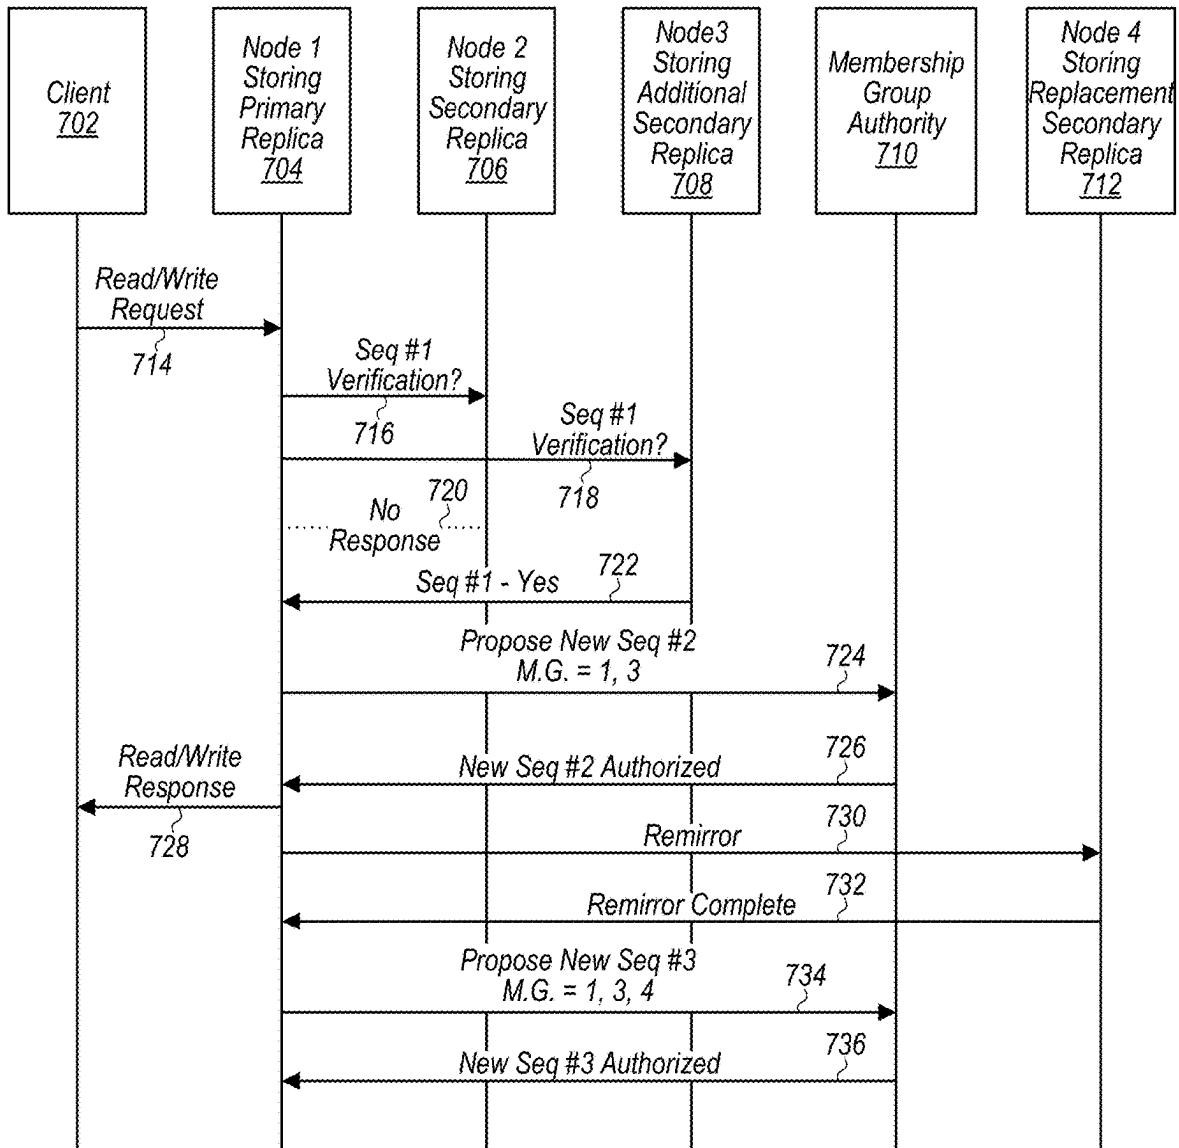 Client
702
Node 1
Storing
Primary
Replica
704
Node 2
Storing
Secondary
Replica
706
Node3
Storing
Additional
Secondary
Replica
708
Membership
Group
Authority
710
Node 4
Storing
Replacement
Secondary
Replica
712
Read/Write
Request
714
Seq #1
Verification?
716
Seq #1
Verification?
718
720
No
Response
722
Seq #1 - Yes
Propose New Seq #2
M.G. = 1, 3
724
726
New Seq #2 Authorized
Read/Write
Response
728
730
Remirror
732
Remirror Complete
Propose New Seq #3
M.G. = 1, 3, 4
734
736
New Seq #3 Authorized